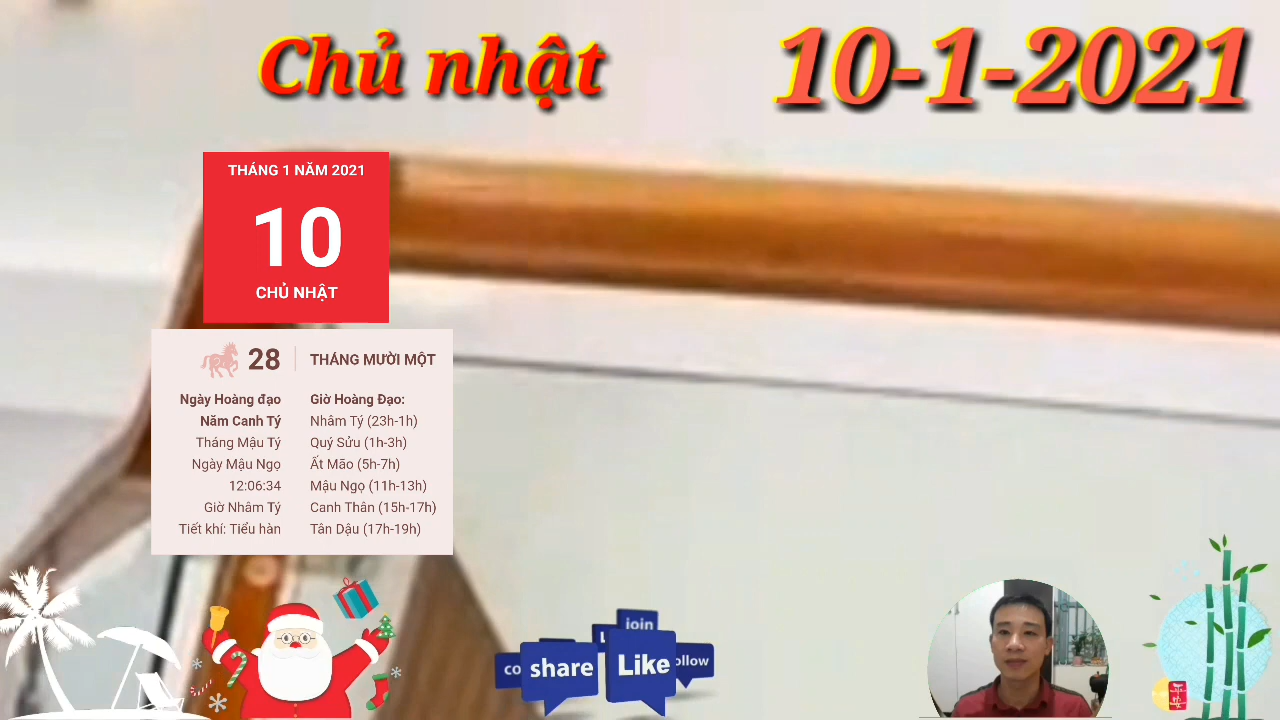 Chủ nhật
10-1-2021
THÁNG 1 NĂM 2021
10
CHỦ NHẬT
28
THÁNG MƯỜI MỘT
Ngày Hoàng đạo
Năm Canh Tý
Tháng Mậu Tý
Ngày Mậu Ngọ
12:06:34
Giờ Nhâm Tý
Tiết khí: Tiểu hàn
Giờ Hoàng Đạo:
Nhâm Tý (23h-1h)
Quý Sửu (1h-3h)
Ất Mão (5h-7h)
Mậu Ngọ (11h-13h)
Canh Thân (15h-17h)
Tân Dậu (17h-19h)
join
co
share
Like
ollow